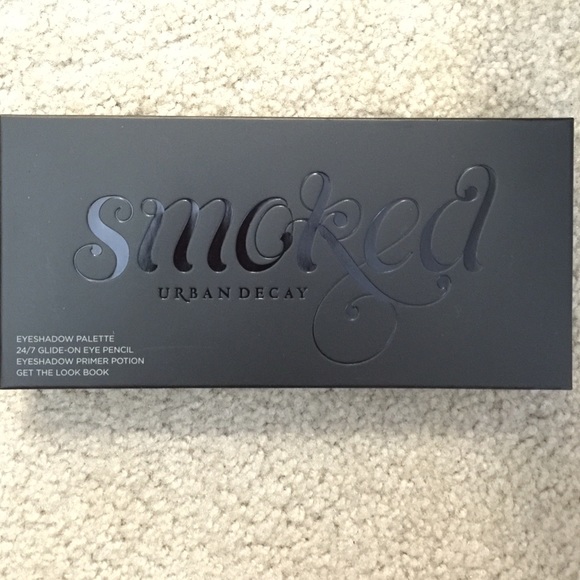 smoked
URBAN DECAY
EYESHADOW PALETTE
24/7 GLIDE-ON EYE PENCIL
EYESHADOW PRIMER POTION
GET THE LOOK BOOK